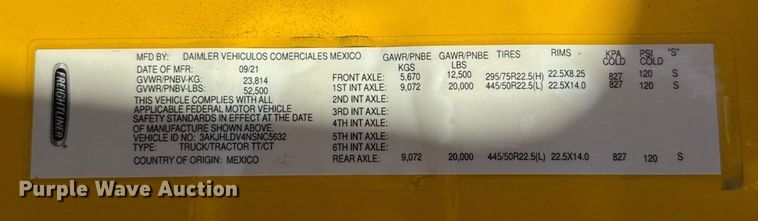 FREIGHTLINER
MFD BY: DAIMLER VEHICULOS COMERCIALES MEXICO
DATE OF MFR: 09/21
GVWR/PNBV-KG: 23,814
GVWR/PNBV-LBS: 52,500
THIS VEHICLE COMPLIES WITH ALL
APPLICABLE FEDERAL MOTOR VEHICLE
SAFETY STANDARDS IN EFFECT AT THE DATE
OF MANUFACTURE SHOWN ABOVE.
VEHICLE ID NO.: 3AKJHLDV4NSNC5632
TYPE: TRUCK/TRACTOR TT/CT
COUNTRY OF ORIGIN: MEXICO
GAWR/PNBE KGS GAWR/PNBE LBS TIRES RIMS KPA COLD PSI COLD "S"
FRONT AXLE: 5,670 12,500 295/75R22.5(H) 22.5X8.25 827 120 S
1ST INT AXLE: 9,072 20,000 445/50R22.5(L) 22.5X14.0 827 120 S
2ND INT AXLE:
3RD INT AXLE:
4TH INT AXLE:
5TH INT AXLE:
6TH INT AXLE:
REAR AXLE: 9,072 20,000 445/50R22.5(L) 22.5X14.0 827 120 S
Purple Wave Auction